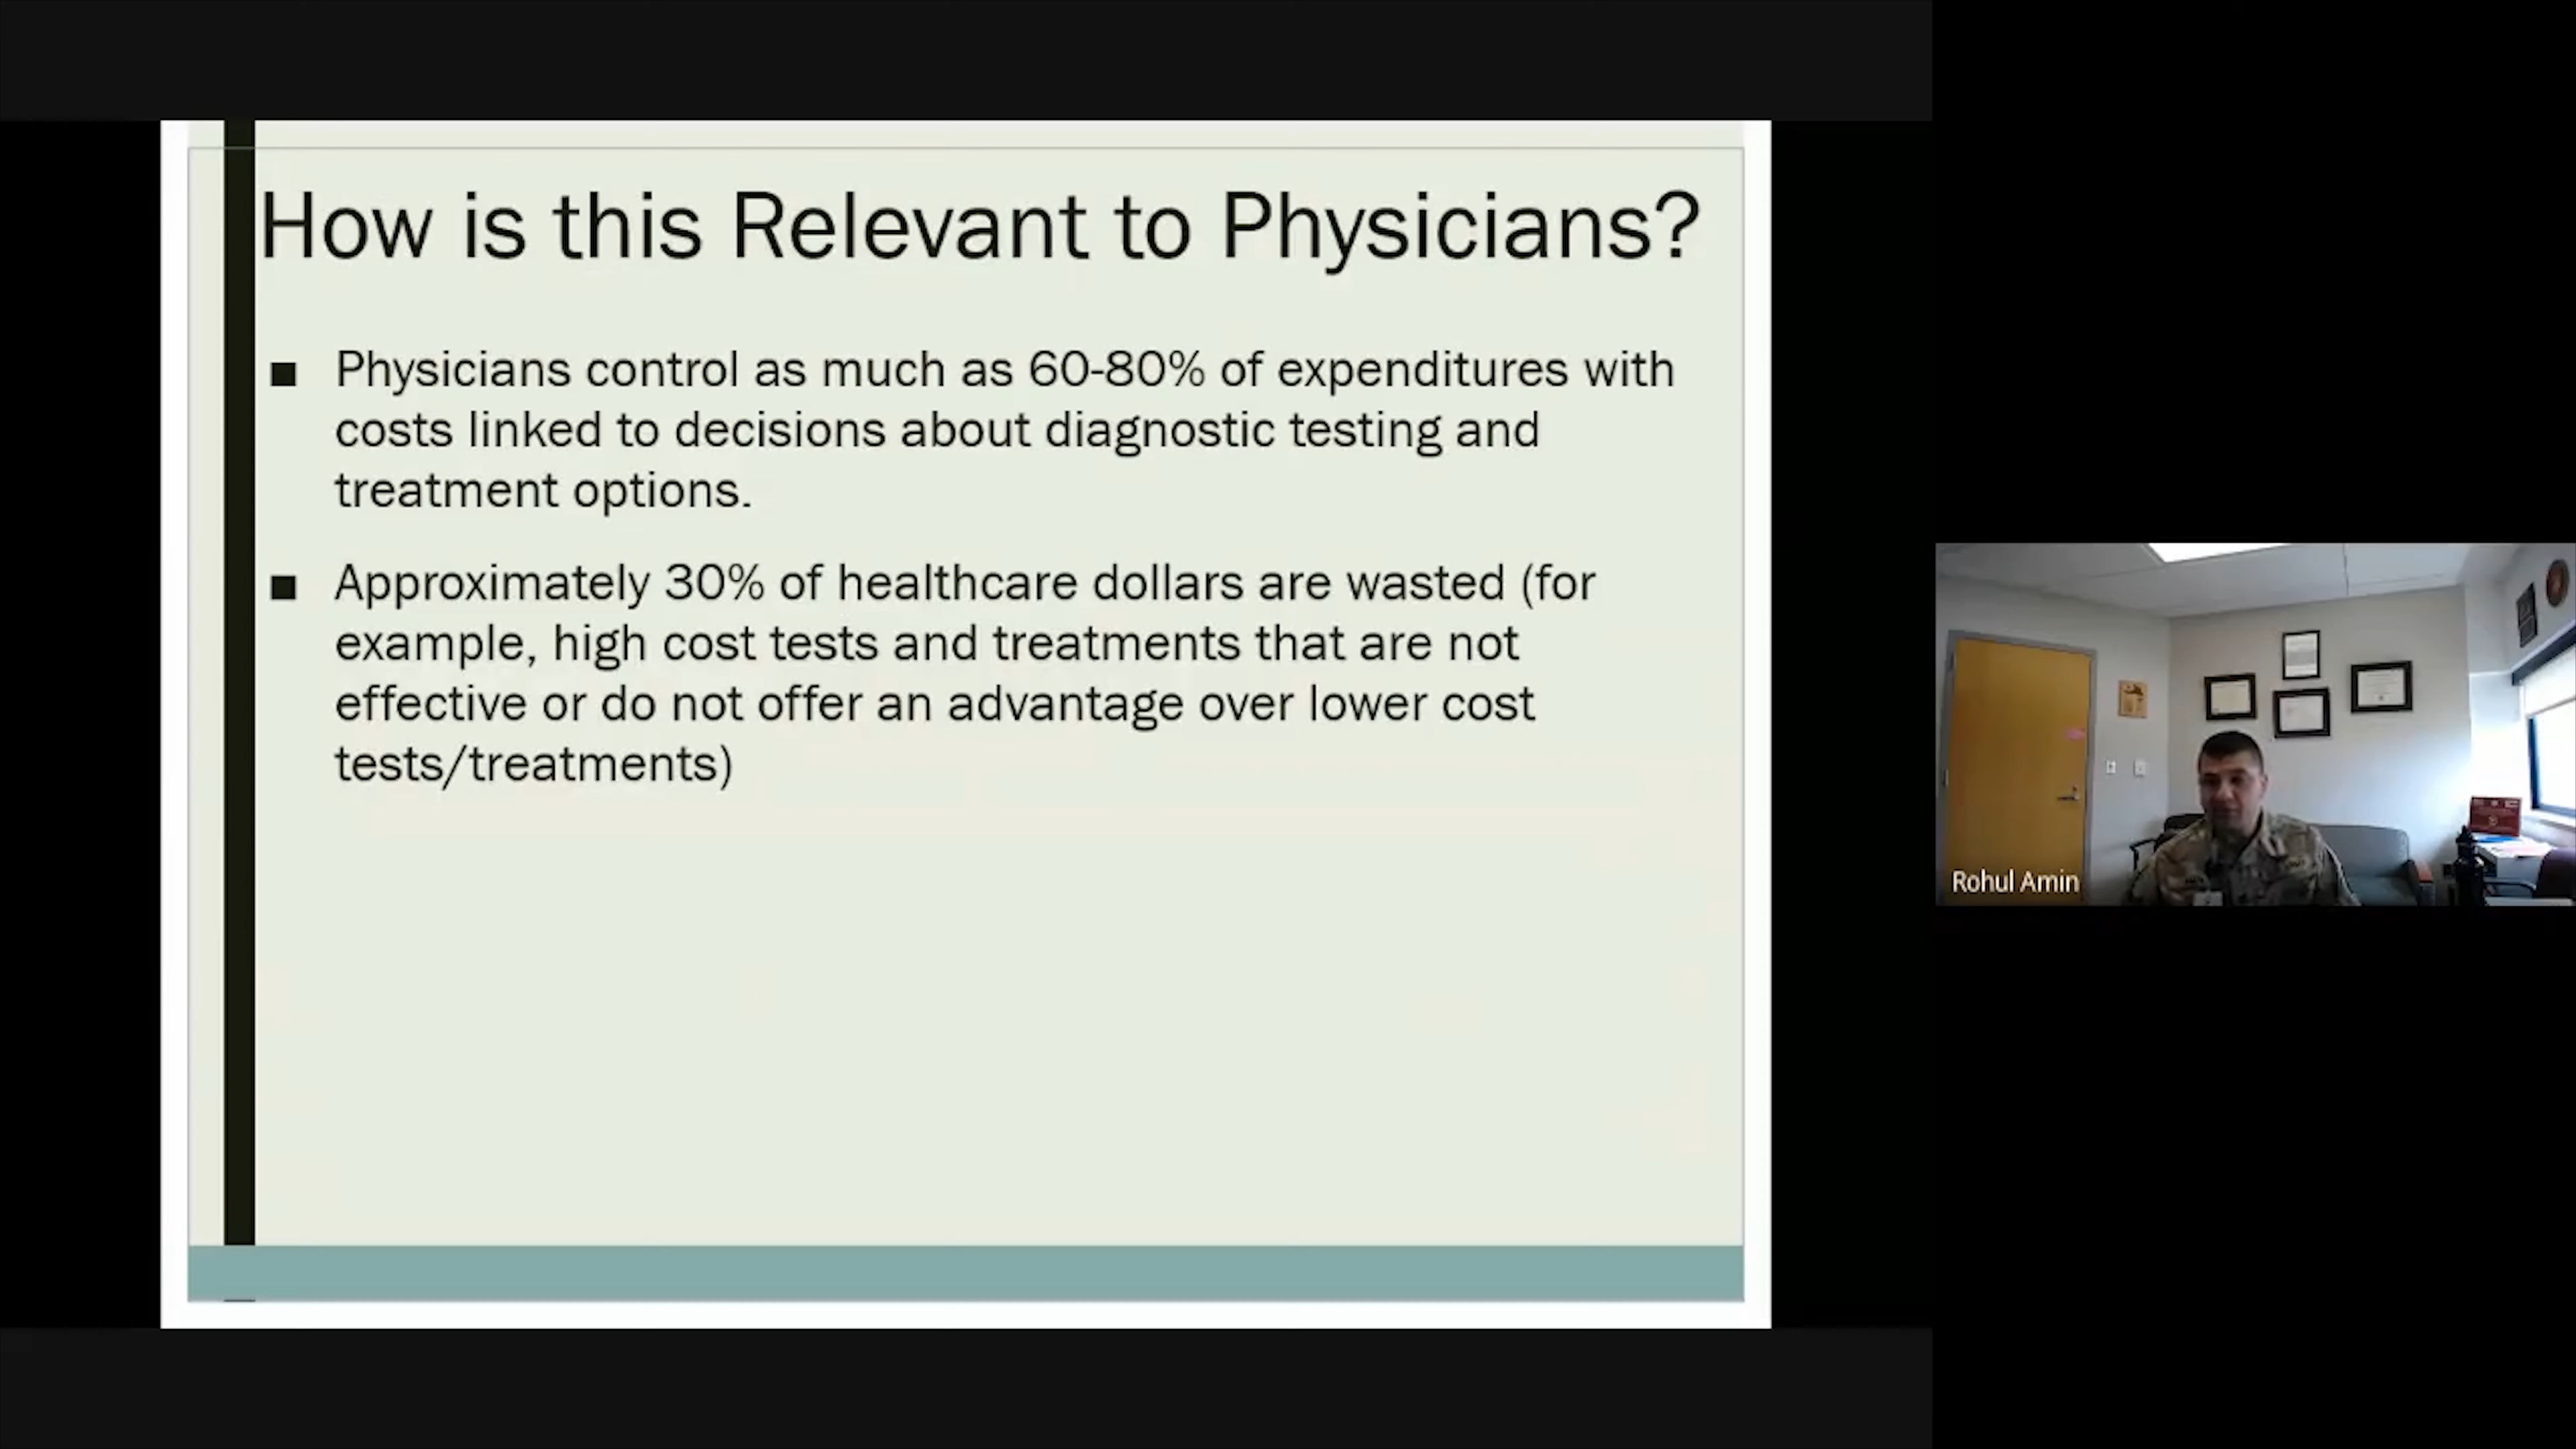 How is this Relevant to Physicians?
■ Physicians control as much as 60-80% of expenditures with
costs linked to decisions about diagnostic testing and
treatment options.
■ Approximately 30% of healthcare dollars are wasted (for
example, high cost tests and treatments that are not
effective or do not offer an advantage over lower cost
tests/treatments)
Rohul Amin